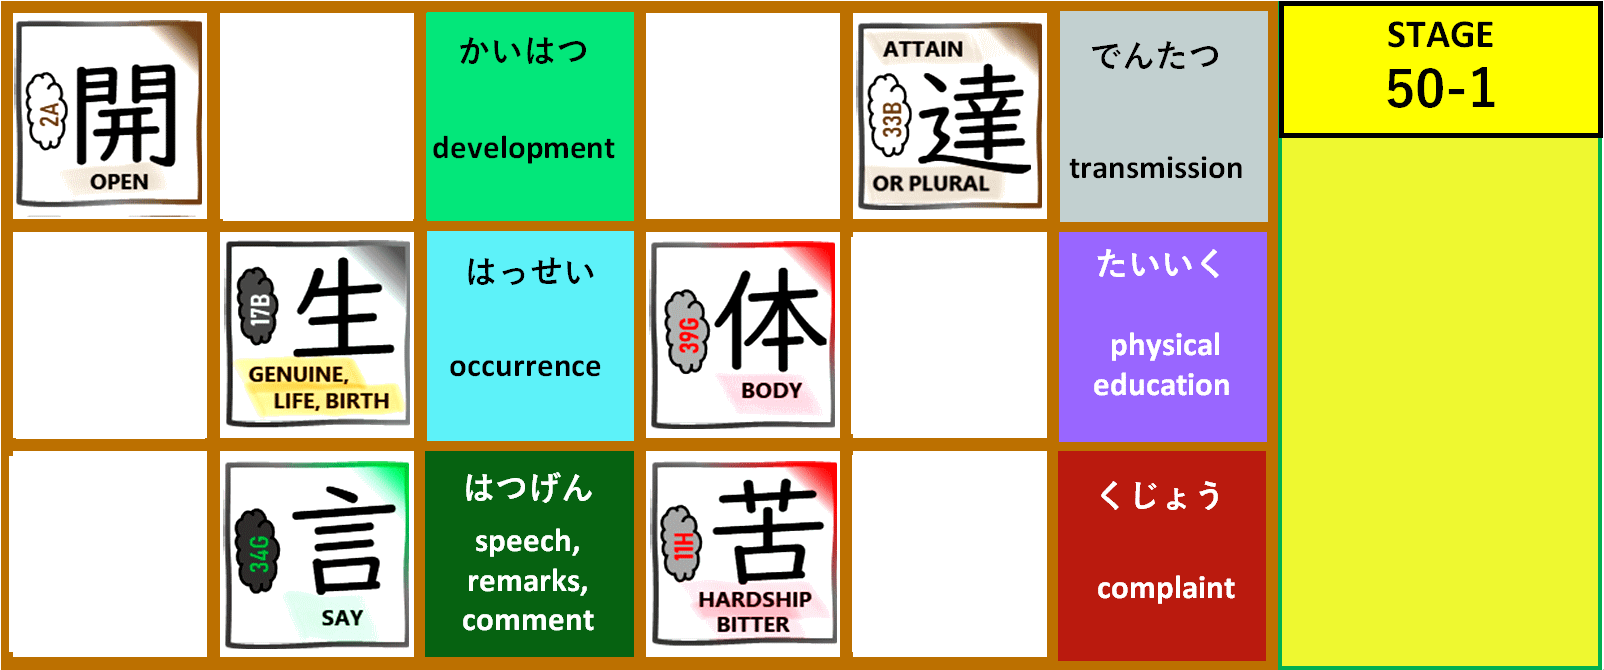 2A
開
OPEN
かいはつ
development
ATTAIN
33B
達
OR PLURAL
でんたつ
transmission
STAGE
50-1
17B
生
GENUINE,
LIFE, BIRTH
はっせい
occurrence
39G
体
BODY
たいいく
physical
education
34G
言
SAY
はつげん
speech,
remarks,
comment
11H
苦
HARDSHIP
BITTER
くじょう
complaint